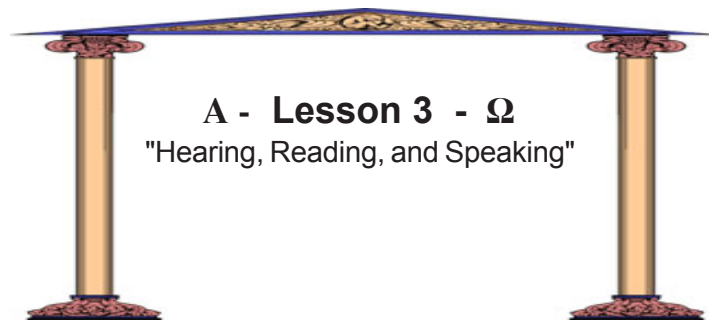 Α - Lesson 3 - Ω
"Hearing, Reading, and Speaking"